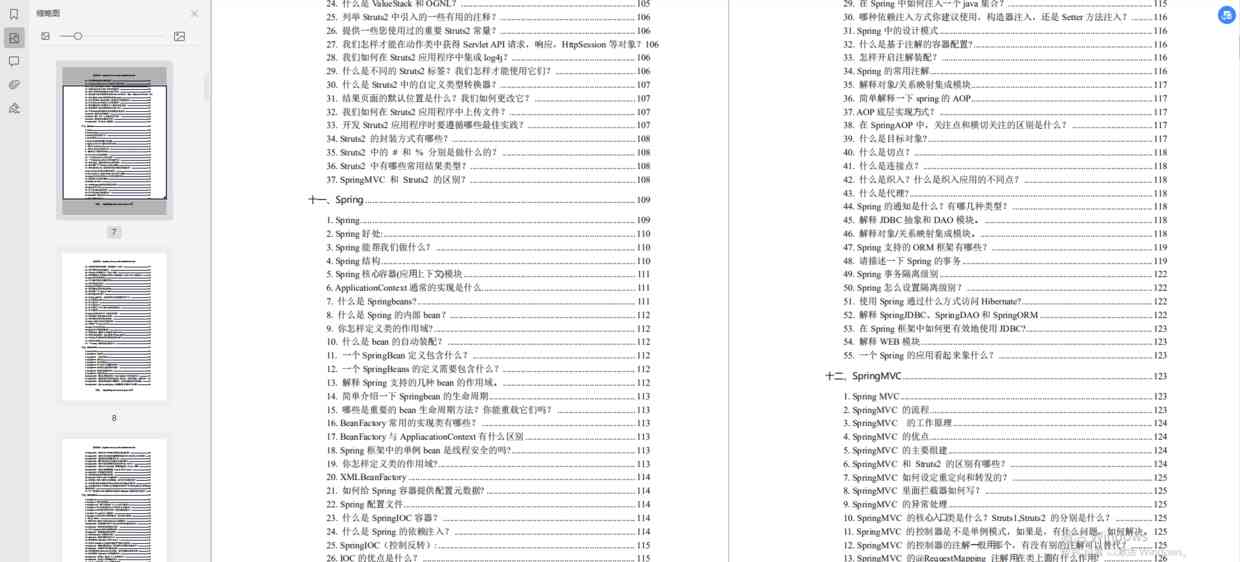 缩略图
7
8
24. 什么是 ValueStack 和 OGNL? 105
25. 列举 Struts2 中引入的一些有用的注释? 106
26. 提供一些您使用过的重要 Struts2 常量? 106
27. 我们怎样才能在动作类中获得 Servlet API 请求，响应，HttpSession 等对象? 106
28. 我们如何在 Struts2 应用程序中集成 log4j? 106
29. 什么是不同的 Struts2 标签？我们怎样才能使用它们？ 106
30. 什么是 Struts2 中的自定义类型转换器？ 107
31. 结果页面的默认位置是什么？我们如何更改它？ 107
32. 我们如何在 Struts2 应用程序中上传文件？ 107
33. 开发 Struts2 应用程序时要遵循哪些最佳实践？ 107
34. Struts2 的封装方式有哪些？ 108
35. Struts2 中的 # 和 % 分别是做什么的？ 108
36. Struts2 中有哪些常用结果类型？ 108
37. SpringMVC 和 Struts2 的区别？ 108
十一、Spring 109
1. Spring 109
2. Spring 好处: 110
3. Spring 能帮我们做什么？ 110
4. Spring 结构 110
5. Spring 核心容器(应用上下文)模块 111
6. ApplicationContext 通常的实现是什么 111
7. 什么是 Springbeans? 111
8. 什么是 Spring 的内部 bean？ 112
9. 你怎样定义类的作用域? 112
10. 什么是 bean 的自动装配？ 112
11. 一个 SpringBean 定义包含什么？ 112
12. 一个 SpringBeans 的定义需要包含什么？ 112
13. 解释 Spring 支持的几种 bean 的作用域。 112
14. 简单介绍一下 Springbean 的生命周期 113
15. 哪些是重要的 bean 生命周期方法？你能重载它们吗？ 113
16. BeanFactory 常用的实现类有哪些？ 113
17. BeanFactory 与 AppliacationContext 有什么区别 113
18. Spring 框架中的单例 bean 是线程安全的吗? 113
19. 你怎样定义类的作用域? 113
20. XMLBeanFactory 114
21. 如何给 Spring 容器提供配置元数据? 114
22. Spring 配置文件 114
23. 什么是 SpringIOC 容器？ 114
24. 什么是 Spring 的依赖注入？ 114
25. SpringIOC（控制反转）: 115
26. IOC 的优点是什么？ 115
29. 在 Spring 中如何注入一个 java 集合？ 115
30. 哪种依赖注入方式你建议使用，构造器注入，还是 Setter 方法注入？ 116
31. Spring 中的设计模式 116
32. 什么是基于注解的容器配置? 116
33. 怎样开启注解装配？ 116
34. Spring 的常用注解 116
35. 解释对象/关系映射集成模块 117
36. 简单解释一下 spring 的 AOP 117
37. AOP 底层实现方式？ 117
38. 在 SpringAOP 中，关注点和横切关注的区别是什么？ 117
39. 什么是目标对象? 117
40. 什么是切点？ 118
41. 什么是连接点? 118
42. 什么是织入？什么是织入应用的不同点？ 118
43. 什么是代理? 118
44. Spring 的通知是什么？有哪几种类型？ 118
45. 解释 JDBC 抽象和 DAO 模块。 118
46. 解释对象/关系映射集成模块。 118
47. Spring 支持的 ORM 框架有哪些？ 119
48. 请描述一下 Spring 的事务 119
49. Spring 事务隔离级别 122
50. Spring 怎么设置隔离级别？ 122
51. 使用 Spring 通过什么方式访问 Hibernate? 122
52. 解释 SpringJDBC、SpringDAO 和 SpringORM 122
53. 在 Spring 框架中如何更有效地使用 JDBC? 123
54. 解释 WEB 模块 123
55. 一个 Spring 的应用看起来象什么？ 123
十二、SpringMVC 123
1. Spring MVC 123
2. SpringMVC 的流程 123
3. SpringMVC 的工作原理 124
4. SpringMVC 的优点 124
5. SpringMVC 的主要组建 124
6. SpringMVC 和 Struts2 的区别有哪些？ 124
7. SpringMVC 如何设定重定向和转发的？ 125
8. SpringMVC 里面拦截器如何写？ 125
9. SpringMVC 的异常处理 125
10. SpringMVC 的核心入口类是什么? Struts1,Struts2 的分别是什么？ 125
11. SpringMVC 的控制器是不是单例模式，如果是，有什么问题，如何解决。 125
12. SpringMVC 的控制器的注解一般用哪个，有没有别的注解可以替代？ 125
13. SpringMVC 的@RequestMapping 注解用在类上面有什么作用? 126